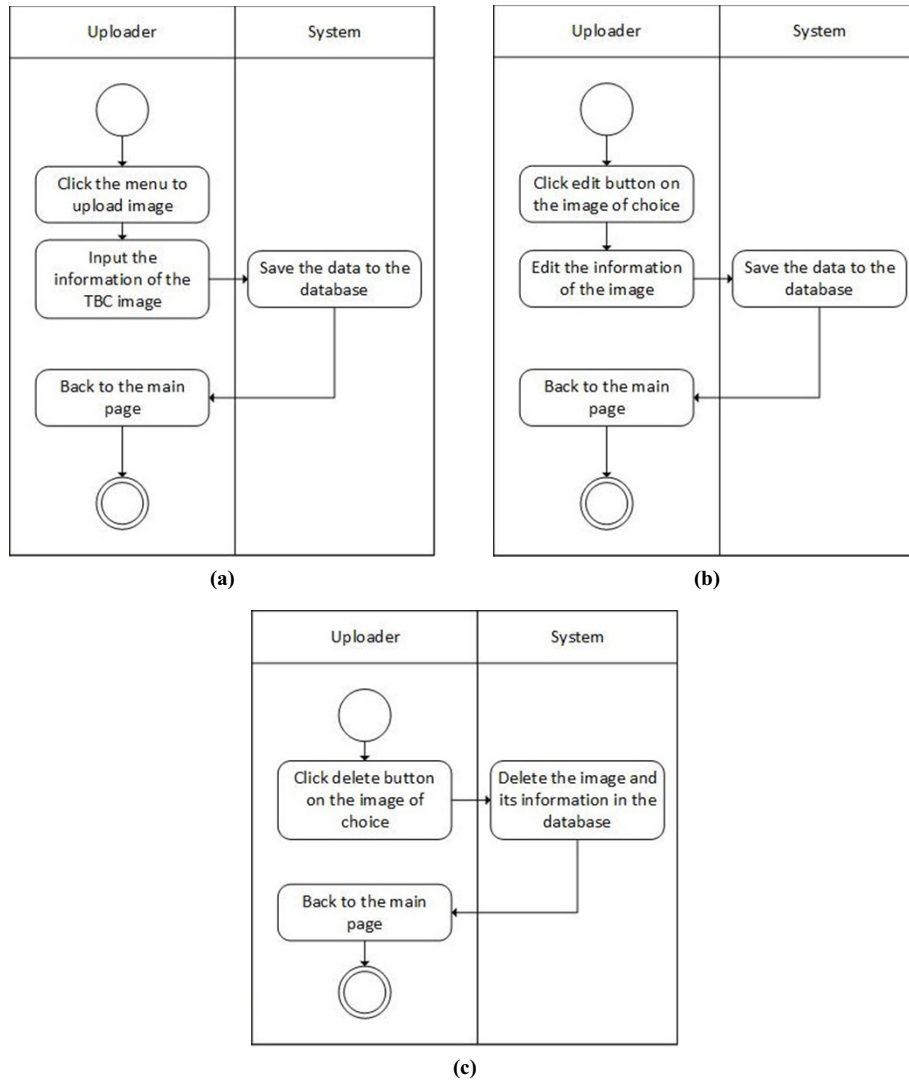 Uploader
System
Click the menu to
upload image
Input the
information of the
TBC image
Save the data to the
database
Back to the main
page
(a)
Uploader
System
Click edit button on
the image of choice
Edit the information
of the image
Save the data to the
database
Back to the main
page
(b)
Uploader
System
Click delete button
on the image of
choice
Delete the image and
its information in the
database
Back to the main
page
(c)